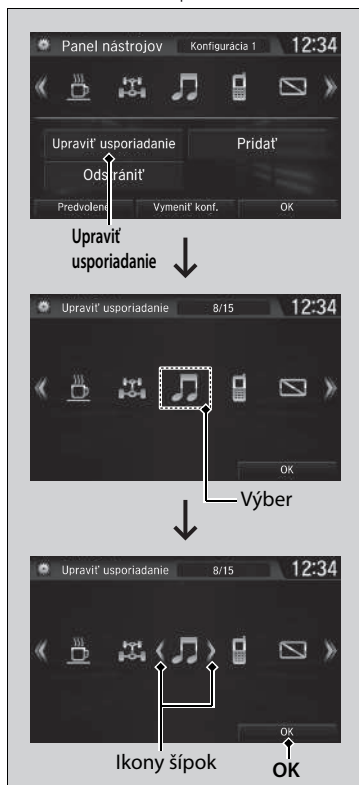 Panel nástrojov Konfigurácia 1 12:34
Upraviť usporiadanie Pridať
Odstrániť
Predvolené Vymeniť konf. OK
Upraviť
usporiadanie
Upraviť usporiadanie 8/15 12:34
OK
Výber
Upraviť usporiadanie 8/15 12:34
OK
Ikony šípok
OK